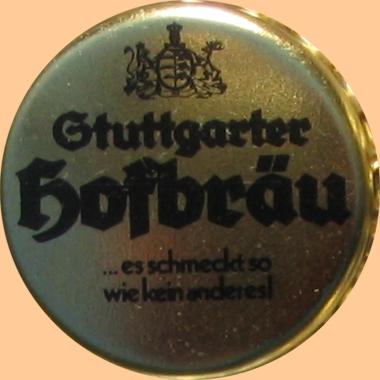 Stuttgarter
Hofbräu
...es schmeckt so
wie kein anderes!